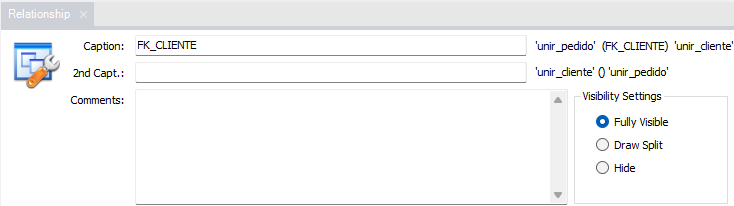 Relationship ×
Caption: FK_CLIENTE 'unir_pedido' (FK_CLIENTE) 'unir_cliente'
2nd Capt.: 'unir_cliente' () 'unir_pedido'
Comments:
Visibility Settings
Fully Visible
Draw Split
Hide